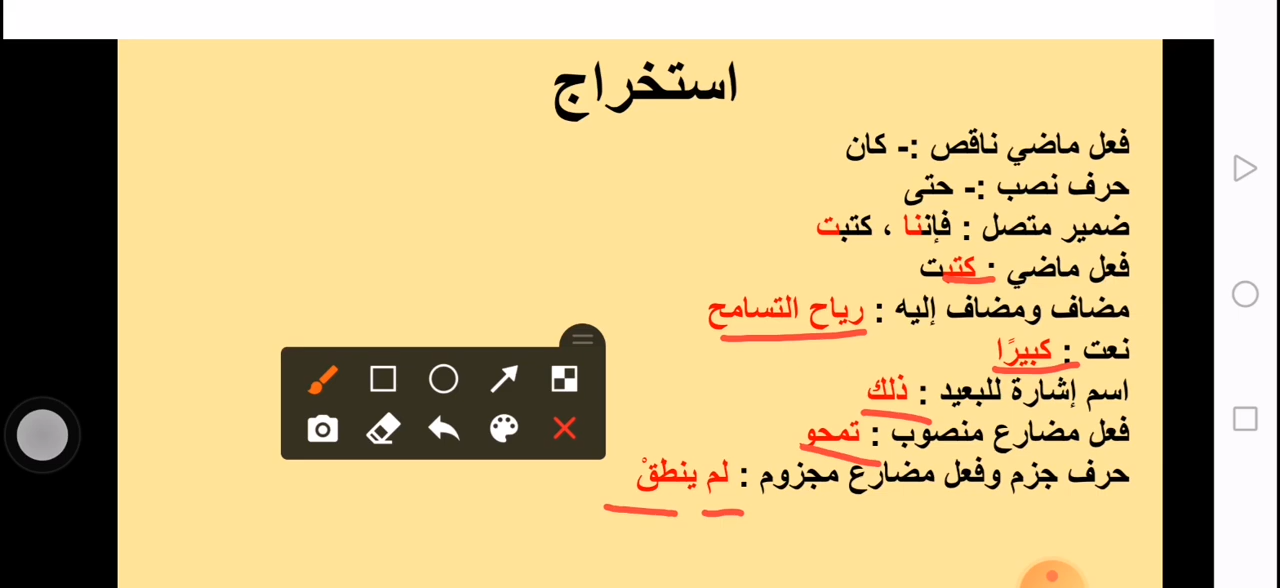 استخراج
فعل ماضي ناقص :- كان
حرف نصب :- حتى
ضمير متصل : فإننا ، كتبت
فعل ماضي : كتبت
مضاف ومضاف إليه : رياح التسامح
نعت : كبيرًا
اسم إشارة للبعيد : ذلك
فعل مضارع منصوب : تمحو
حرف جزم وفعل مضارع مجزوم : لم ينطقْ